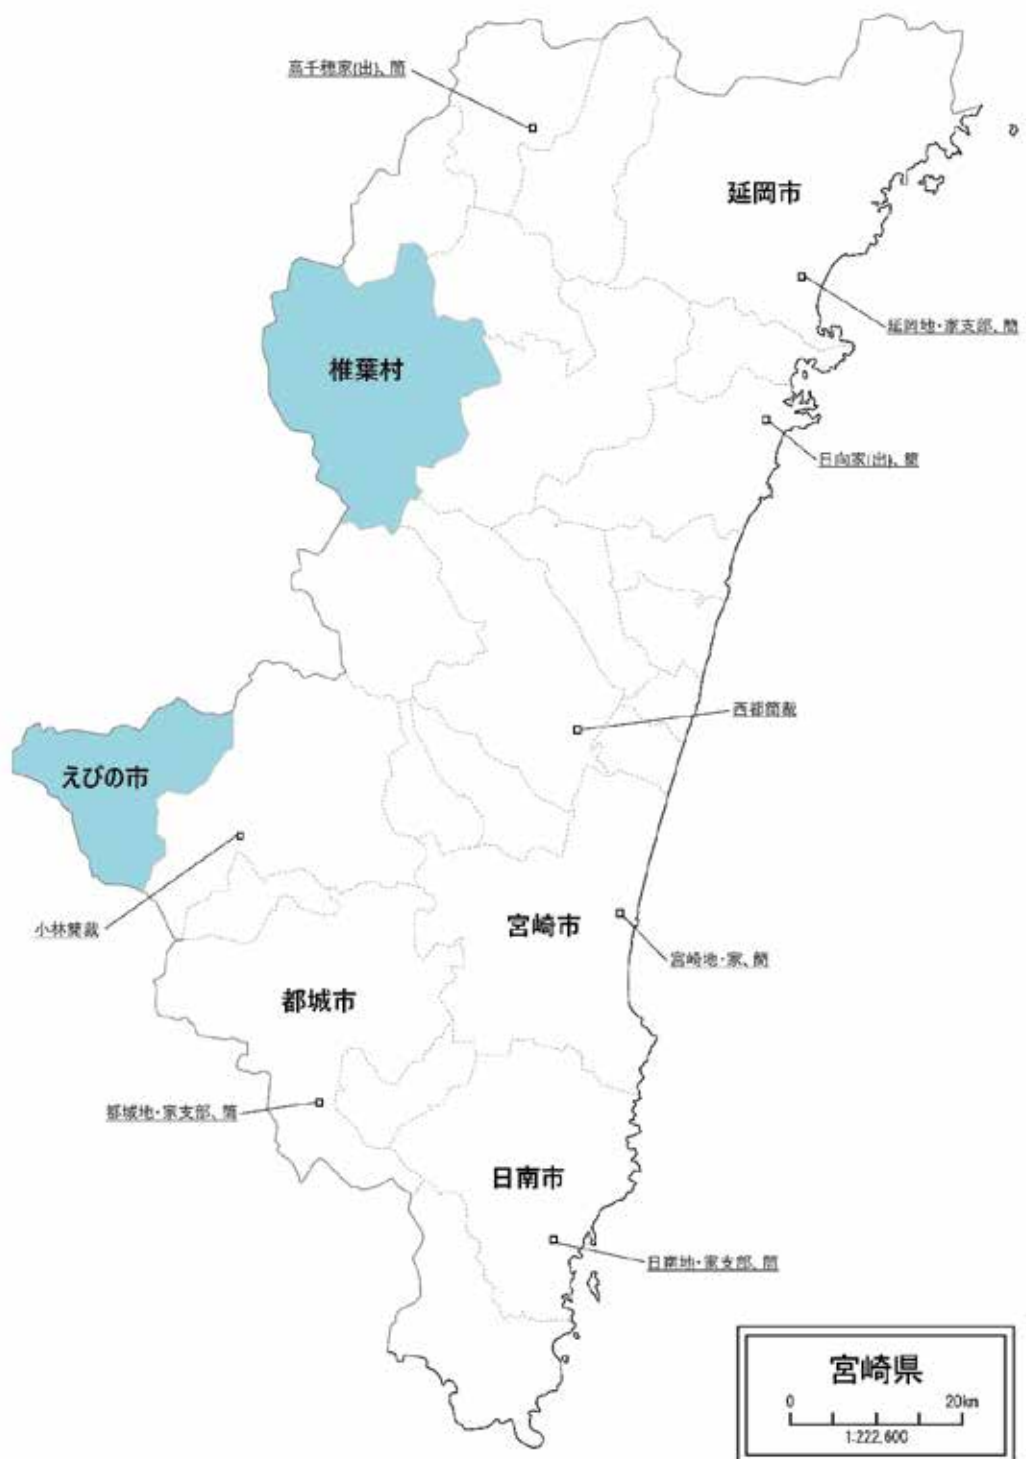 高千穂家(出)、簡
延岡市
延岡地・家支部、簡
椎葉村
日向家(出)、簡
西都簡裁
えびの市
小林簡裁
宮崎市
宮崎地・家、簡
都城市
都城地・家支部、簡
日南市
日南地・家支部、簡
宮崎県
0 20km
1:222,600